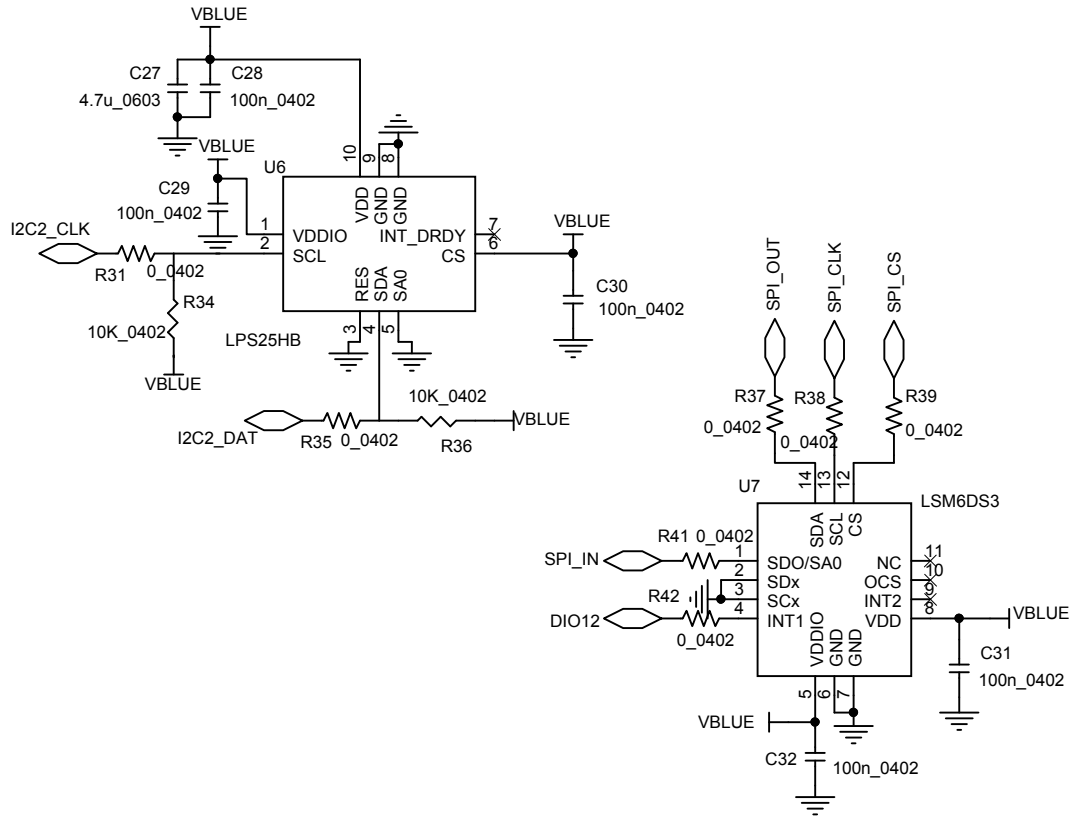 VBLUE
C27
4.7u_0603
C28
100n_0402
VBLUE
U6
C29
100n_0402
I2C2_CLK
R31
0_0402
R34
10K_0402
VBLUE
10
9
8
VDD
GND
GND
1
VDDIO
2
SCL
INT_DRDY
7
CS
6
RES
SDA
SA0
3
4
5
LPS25HB
VBLUE
C30
100n_0402
10K_0402
VBLUE
I2C2_DAT
R35
0_0402
R36
SPI_OUT
SPI_CLK
SPI_CS
R37
0_0402
R38
0_0402
R39
0_0402
U7
14
13
12
LSM6DS3
SDA
SCL
CS
SPI_IN
R41 0_0402
1
SDO/SA0
2
SDx
3
SCx
4
INT1
R42
DIO12
0_0402
NC
11
OCS
10
INT2
9
VDD
8
VBLUE
VDDIO
GND
GND
5
6
7
C31
100n_0402
VBLUE
C32
100n_0402